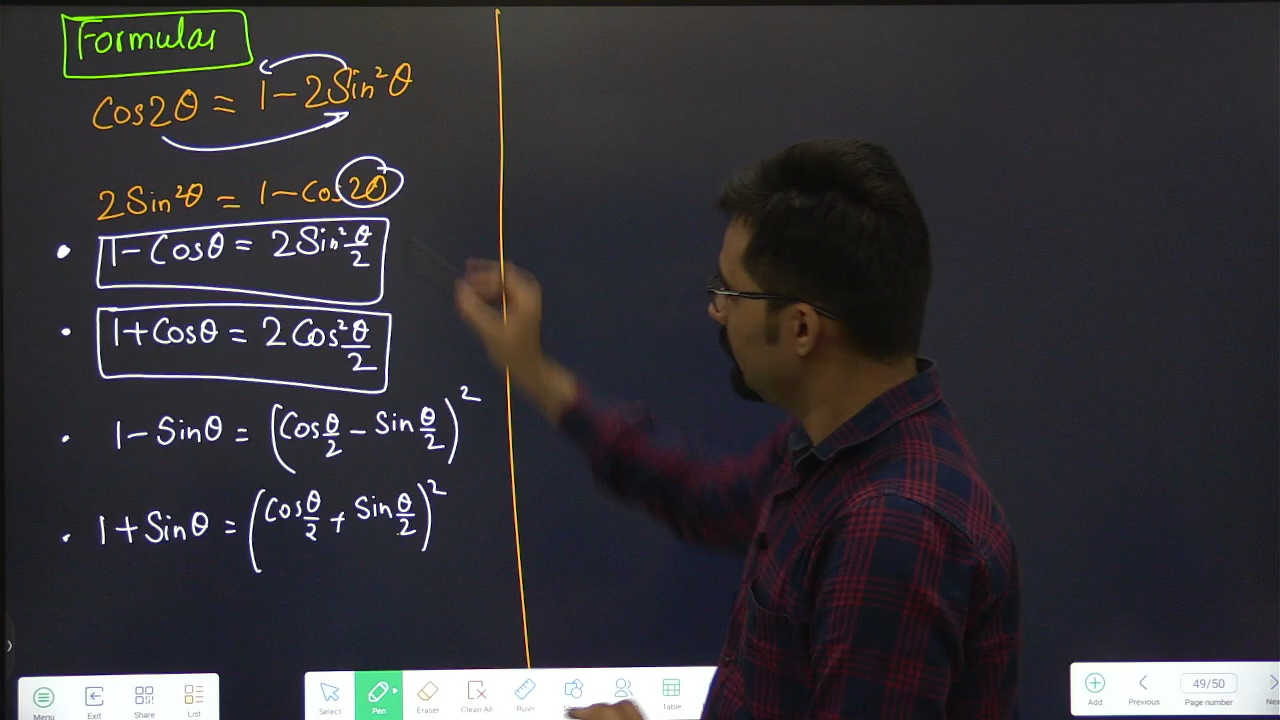 Formulas
Cos2θ = 1 − 2Sin²θ
2Sin²θ = 1 − Cos2θ
• 1 − Cosθ = 2Sin²θ/2
• 1 + Cosθ = 2Cos²θ/2
• 1 − Sinθ = (Cosθ/2 − Sinθ/2)²
• 1 + Sinθ = (Cosθ/2 + Sinθ/2)²
Menu Exit Share List Select Pen Eraser Clean All Ruler Table Add Previous 49/50 Page number